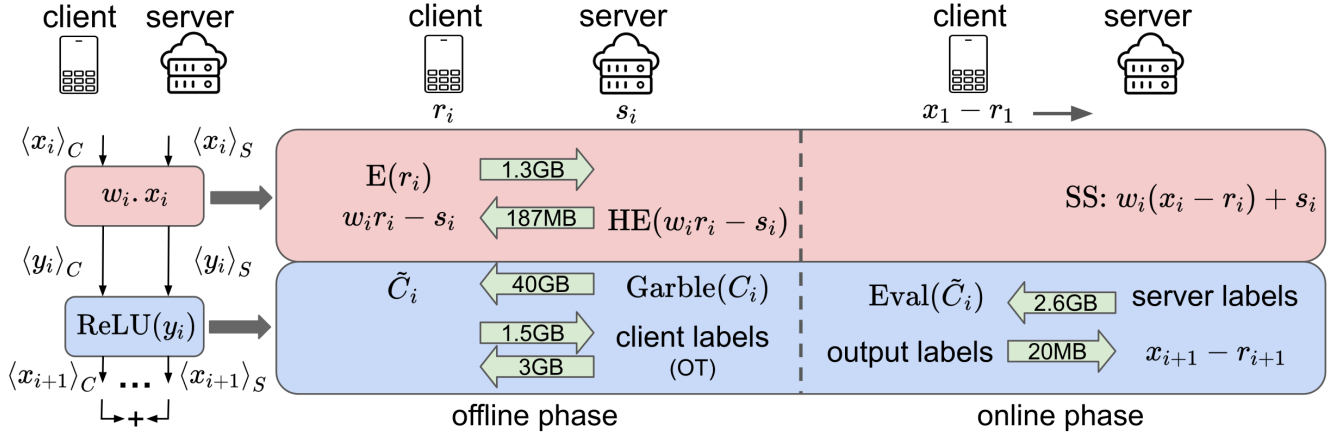 client server client server client server
r_i s_i x_1 − r_1
⟨x_i⟩_C ⟨x_i⟩_S
w_i . x_i
E(r_i) 1.3GB
w_i r_i − s_i 187MB HE(w_i r_i − s_i)
SS: w_i(x_i − r_i) + s_i
⟨y_i⟩_C ⟨y_i⟩_S
ReLU(y_i)
C̃_i 40GB Garble(C_i)
1.5GB client labels
3GB (OT)
Eval(C̃_i) 2.6GB server labels
output labels 20MB x_{i+1} − r_{i+1}
⟨x_{i+1}⟩_C ... ⟨x_{i+1}⟩_S
+
offline phase online phase